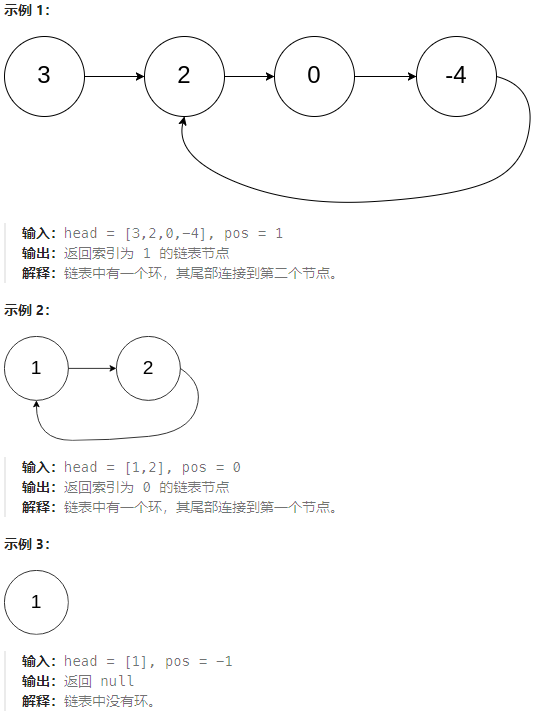 示例 1：
3 2 0 -4
输入：head = [3,2,0,-4], pos = 1
输出：返回索引为 1 的链表节点
解释：链表中有一个环，其尾部连接到第二个节点。
示例 2：
1 2
输入：head = [1,2], pos = 0
输出：返回索引为 0 的链表节点
解释：链表中有一个环，其尾部连接到第一个节点。
示例 3：
1
输入：head = [1], pos = -1
输出：返回 null
解释：链表中没有环。